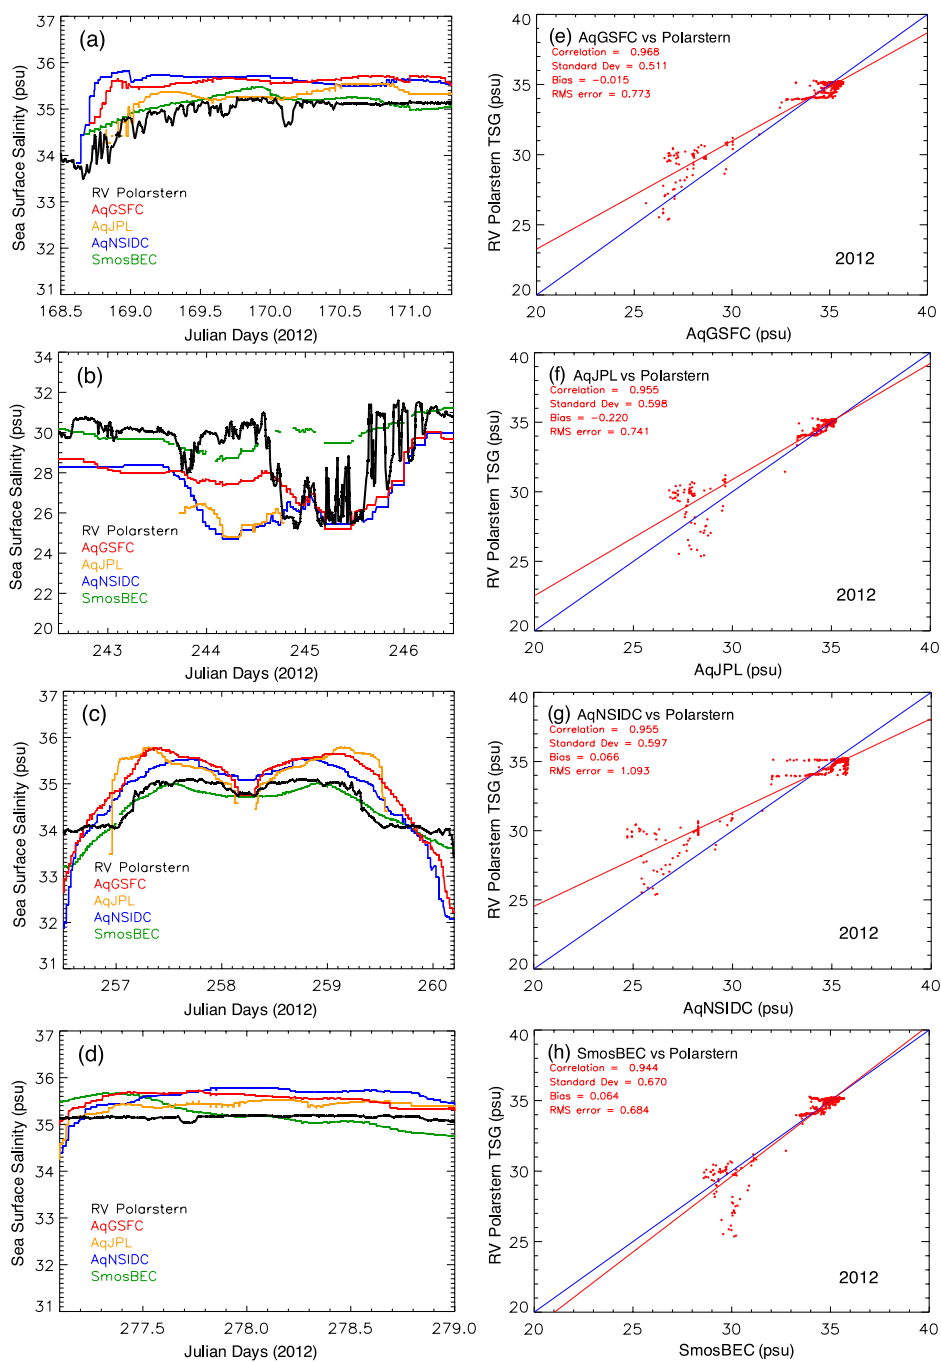 (a)
Sea Surface Salinity (psu)
37
36
35
34
33
32
31
RV Polarstern
AqGSFC
AqJPL
AqNSIDC
SmosBEC
168.5 169.0 169.5 170.0 170.5 171.0
Julian Days (2012)
(e) AqGSFC vs Polarstern
Correlation = 0.968
Standard Dev = 0.511
Bias = -0.015
RMS error = 0.773
RV Polarstern TSG (psu)
40
35
30
25
20
2012
20 25 30 35 40
AqGSFC (psu)
(b)
Sea Surface Salinity (psu)
34
32
30
28
26
24
22
20
RV Polarstern
AqGSFC
AqJPL
AqNSIDC
SmosBEC
243 244 245 246
Julian Days (2012)
(f) AqJPL vs Polarstern
Correlation = 0.955
Standard Dev = 0.598
Bias = -0.220
RMS error = 0.741
RV Polarstern TSG (psu)
40
35
30
25
20
2012
20 25 30 35 40
AqJPL (psu)
(c)
Sea Surface Salinity (psu)
37
36
35
34
33
32
31
RV Polarstern
AqGSFC
AqJPL
AqNSIDC
SmosBEC
257 258 259 260
Julian Days (2012)
(g) AqNSIDC vs Polarstern
Correlation = 0.955
Standard Dev = 0.597
Bias = 0.066
RMS error = 1.093
RV Polarstern TSG (psu)
40
35
30
25
20
2012
20 25 30 35 40
AqNSIDC (psu)
(d)
Sea Surface Salinity (psu)
37
36
35
34
33
32
31
RV Polarstern
AqGSFC
AqJPL
AqNSIDC
SmosBEC
277.5 278.0 278.5 279.0
Julian Days (2012)
(h) SmosBEC vs Polarstern
Correlation = 0.944
Standard Dev = 0.670
Bias = 0.064
RMS error = 0.684
RV Polarstern TSG (psu)
40
35
30
25
20
2012
20 25 30 35 40
SmosBEC (psu)